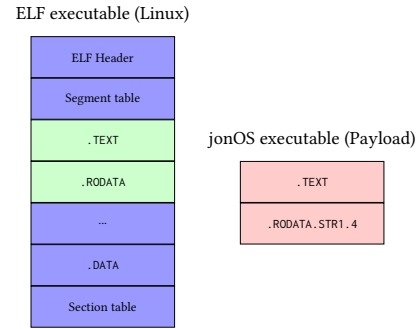 ELF executable (Linux)
ELF Header
Segment table
.TEXT
.RODATA
...
.DATA
Section table
jonOS executable (Payload)
.TEXT
.RODATA.STR1.4